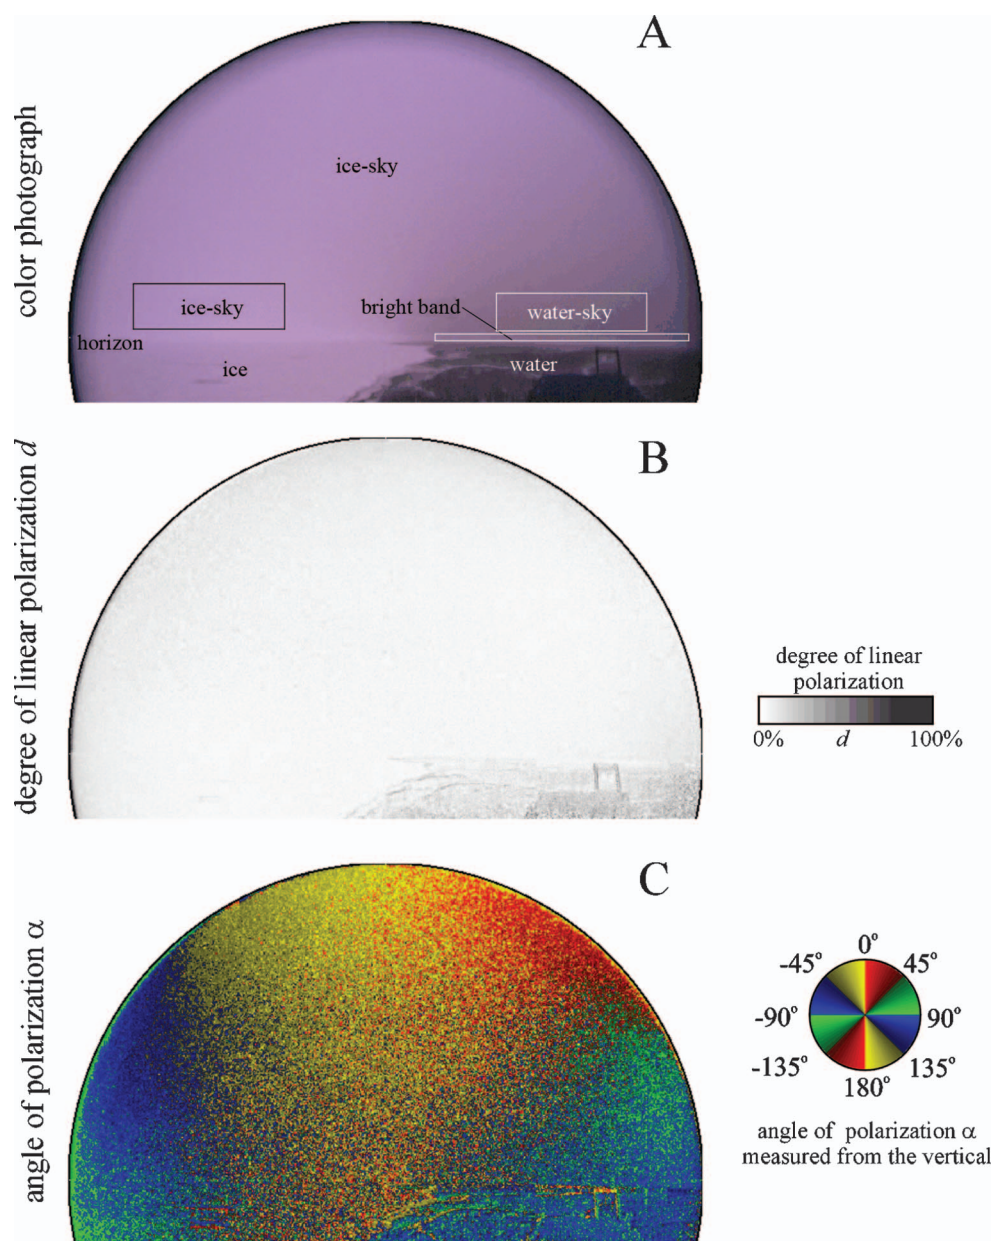 A
color photograph
ice-sky
ice-sky
bright band
water-sky
horizon
ice
water
B
degree of linear polarization d
degree of linear
polarization
0%
d
100%
C
angle of polarization α
0°
-45°
45°
-90°
90°
-135°
135°
180°
angle of polarization α
measured from the vertical